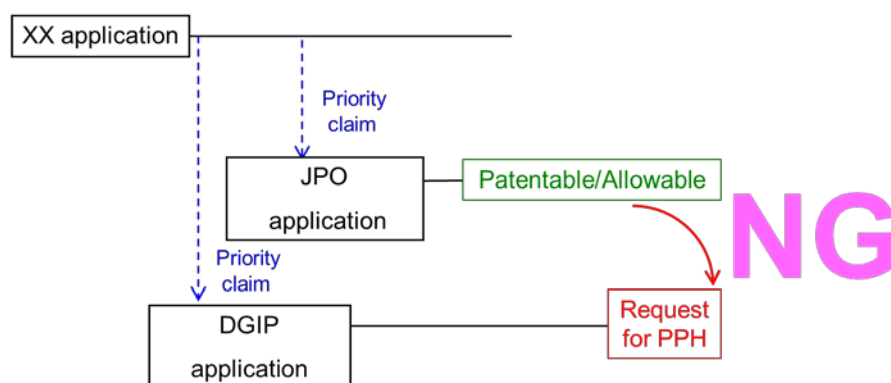 XX application
Priority
claim
JPO
application
Patentable/Allowable
NG
Priority
claim
DGIP
application
Request
for PPH